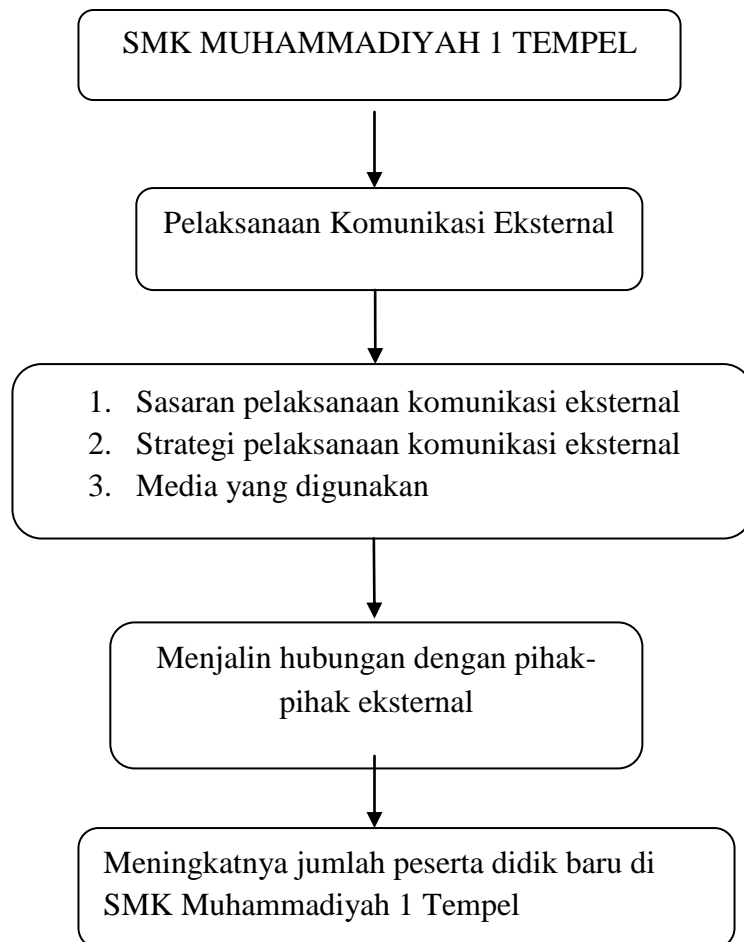 SMK MUHAMMADIYAH 1 TEMPEL
Pelaksanaan Komunikasi Eksternal
1. Sasaran pelaksanaan komunikasi eksternal
2. Strategi pelaksanaan komunikasi eksternal
3. Media yang digunakan
Menjalin hubungan dengan pihak-
pihak eksternal
Meningkatnya jumlah peserta didik baru di
SMK Muhammadiyah 1 Tempel